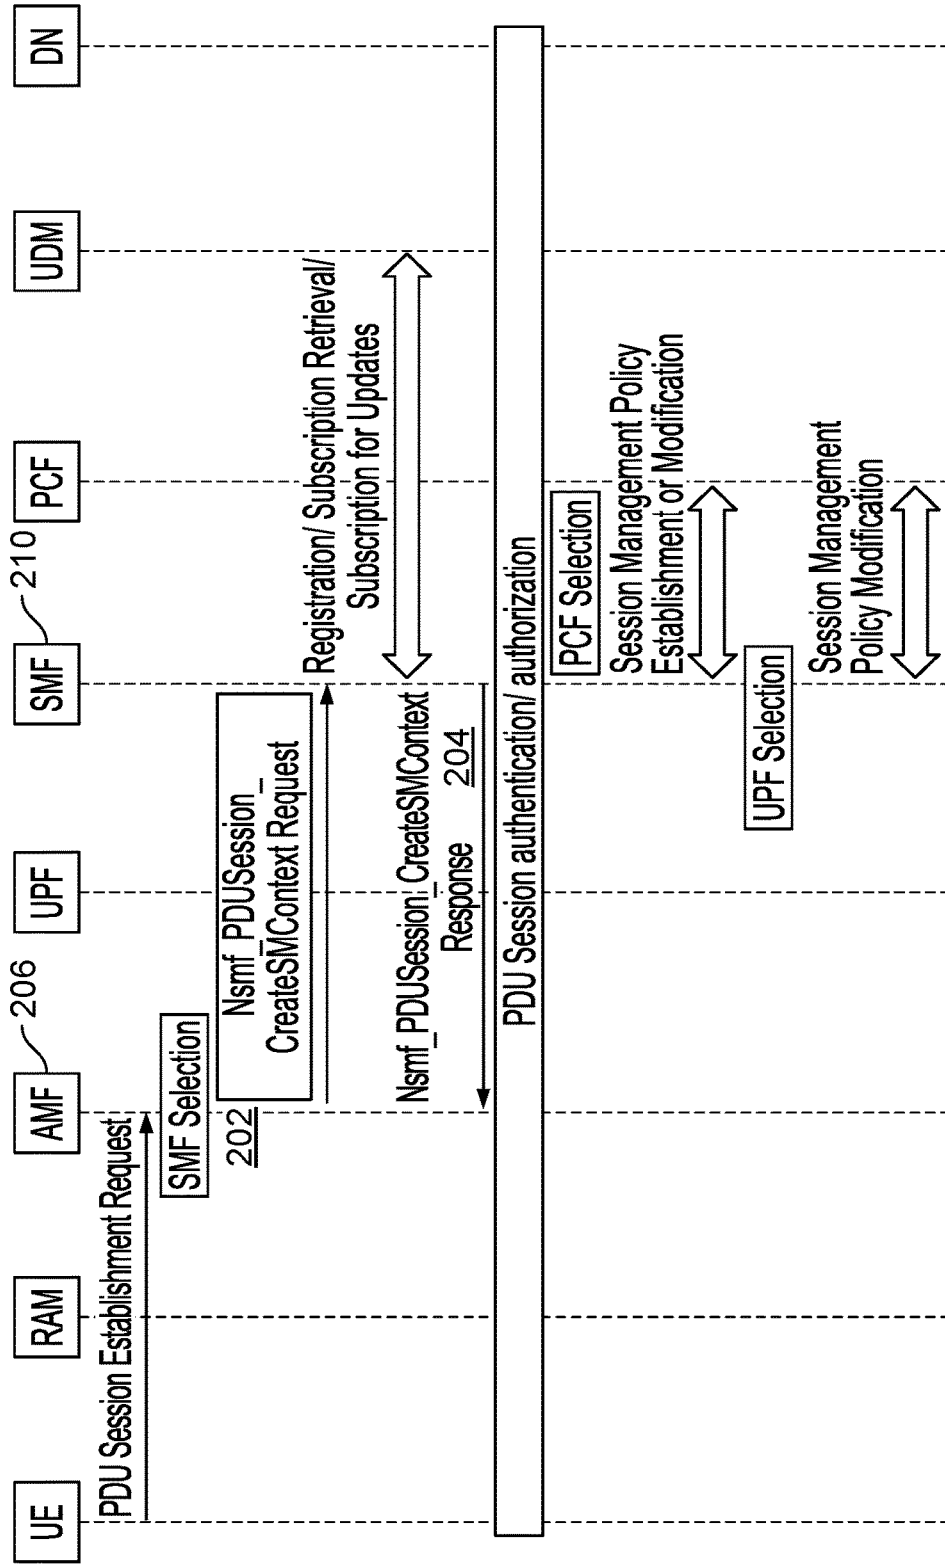 UE
RAM
AMF
206
UPF
SMF
210
PCF
UDM
DN
PDU Session Establishment Request
SMF Selection
202
Nsmf_PDUSession_
CreateSMContext Request
Registration/ Subscription Retrieval/
Subscription for Updates
Nsmf_PDUSession_CreateSMContext
Response
204
PDU Session authentication/ authorization
PCF Selection
Session Management Policy
Establishment or Modification
UPF Selection
Session Management
Policy Modification